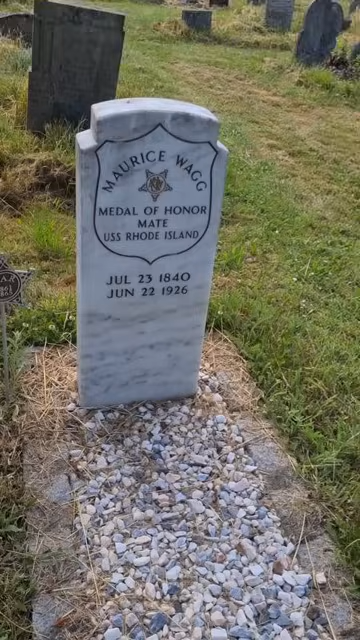 MAURICE WAGG
MEDAL OF HONOR
MATE
USS RHODE ISLAND
JUL 23 1840
JUN 22 1926